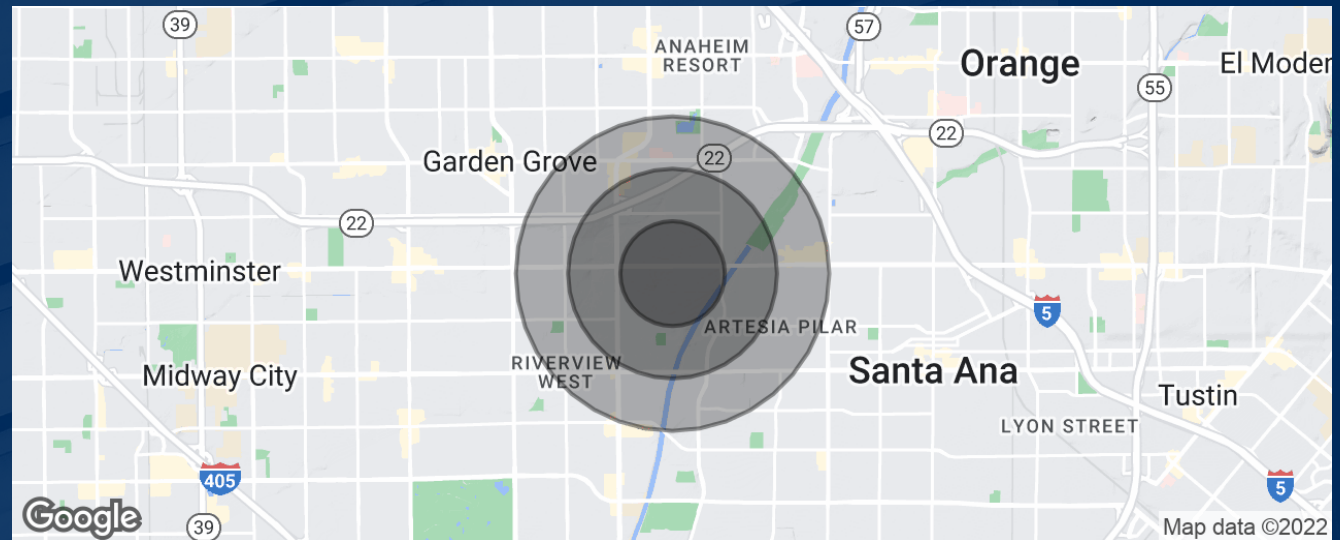 39
57
ANAHEIM
RESORT
Orange
El Moder
55
22
Garden Grove
22
22
Westminster
5
ARTESIA PILAR
RIVERVIEW
WEST
Santa Ana
Midway City
Tustin
LYON STREET
405
5
Google
39
Map data ©2022